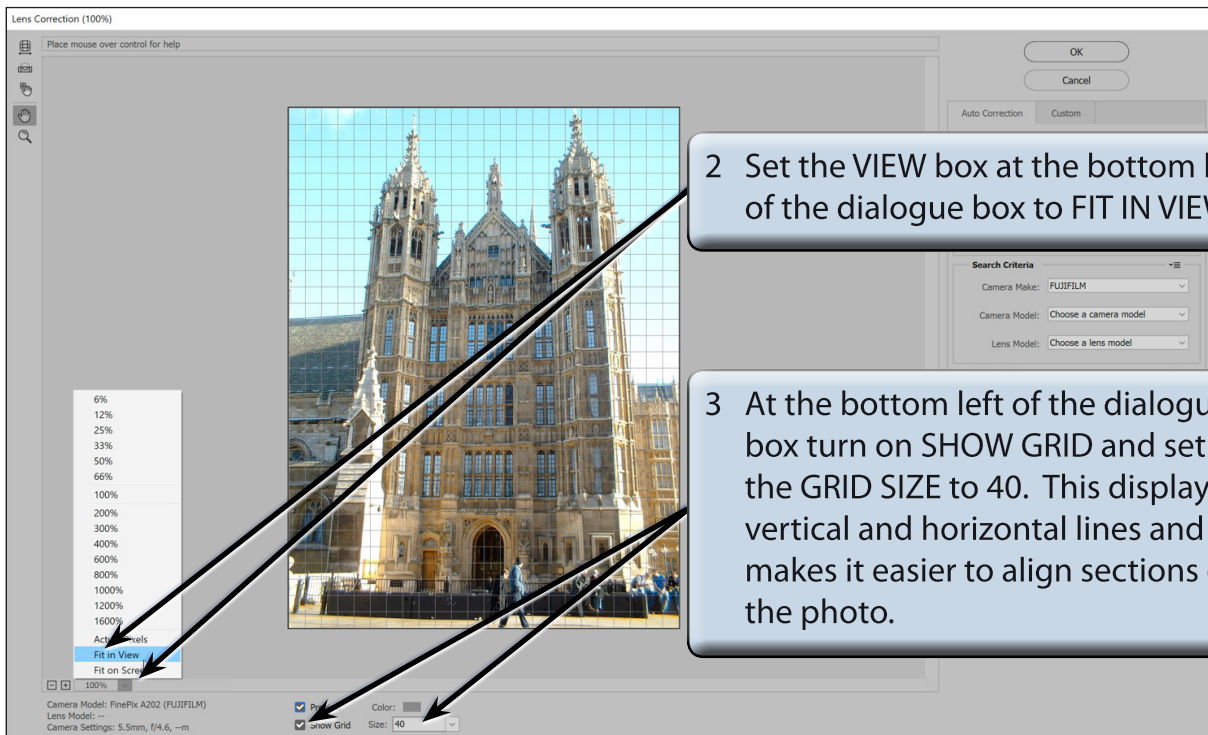 Lens Correction (100%)
Place mouse over control for help
OK
Cancel
Auto Correction Custom
2 Set the VIEW box at the bottom
of the dialogue box to FIT IN
Search Criteria
Camera Make: FUJIFILM
Camera Model: Choose a camera model
Lens Model: Choose a lens model
3 At the bottom left of the
box turn on SHOW GRID and set
the GRID SIZE to 40. This
vertical and horizontal lines and
makes it easier to align sections
the photo.
6%
12%
25%
33%
50%
66%
100%
200%
300%
400%
600%
800%
1000%
1200%
1600%
Fit in View
Fit on
100%
Camera Model: FinePix A202 (FUJIFILM)
Lens Model: --
Camera Settings: 5.5mm, f/4.6, --m
Color:
Show Grid Size: 40